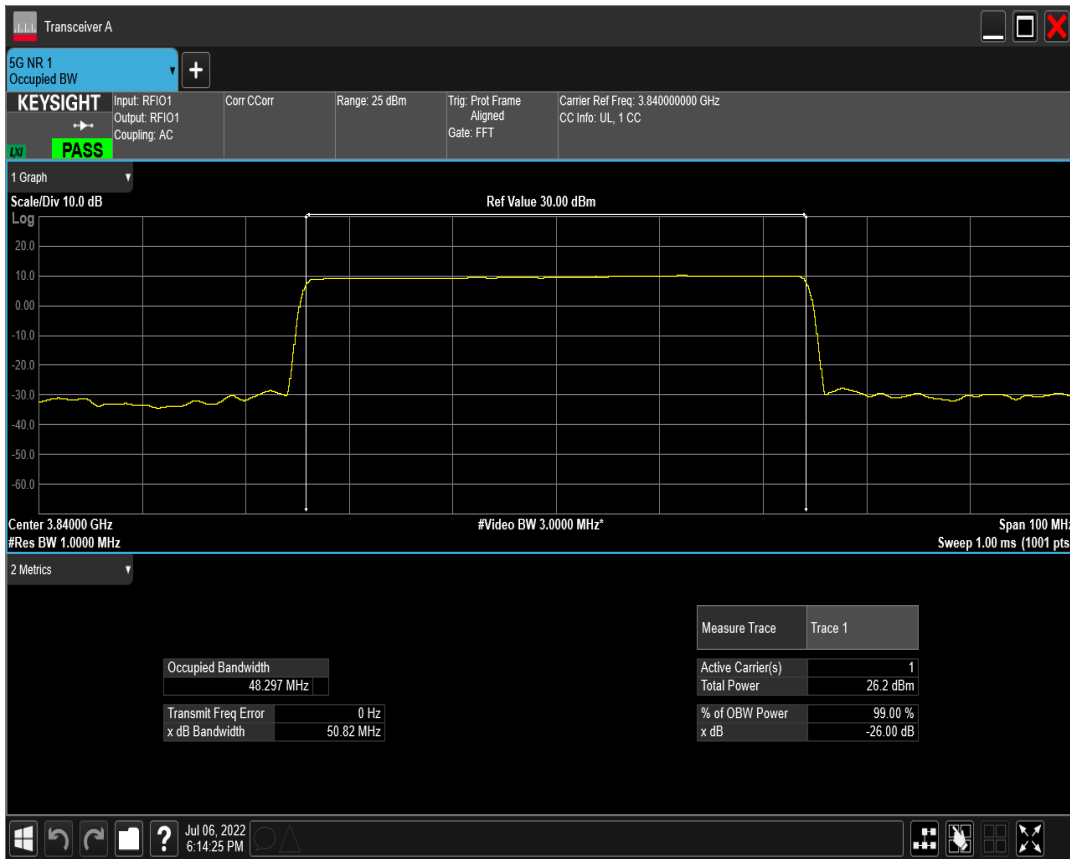 Transceiver A
5G NR 1
Occupied BW
+
KEYSIGHT
LXI
PASS
Input: RFIO1
Output: RFIO1
Coupling: AC
Corr CCorr
Range: 25 dBm
Trig: Prot Frame
Aligned
Gate: FFT
Carrier Ref Freq: 3.840000000 GHz
CC Info: UL, 1 CC
1 Graph
Scale/Div 10.0 dB
Ref Value 30.00 dBm
Log
20.0
10.0
0.00
-10.0
-20.0
-30.0
-40.0
-50.0
-60.0
Center 3.84000 GHz
#Video BW 3.0000 MHz*
Span 100 MHz
#Res BW 1.0000 MHz
Sweep 1.00 ms (1001 pts
2 Metrics
Measure Trace Trace 1
Occupied Bandwidth
48.297 MHz
Active Carrier(s) 1
Total Power 26.2 dBm
Transmit Freq Error 0 Hz
x dB Bandwidth 50.82 MHz
% of OBW Power 99.00 %
x dB -26.00 dB
?
Jul 06, 2022
6:14:25 PM